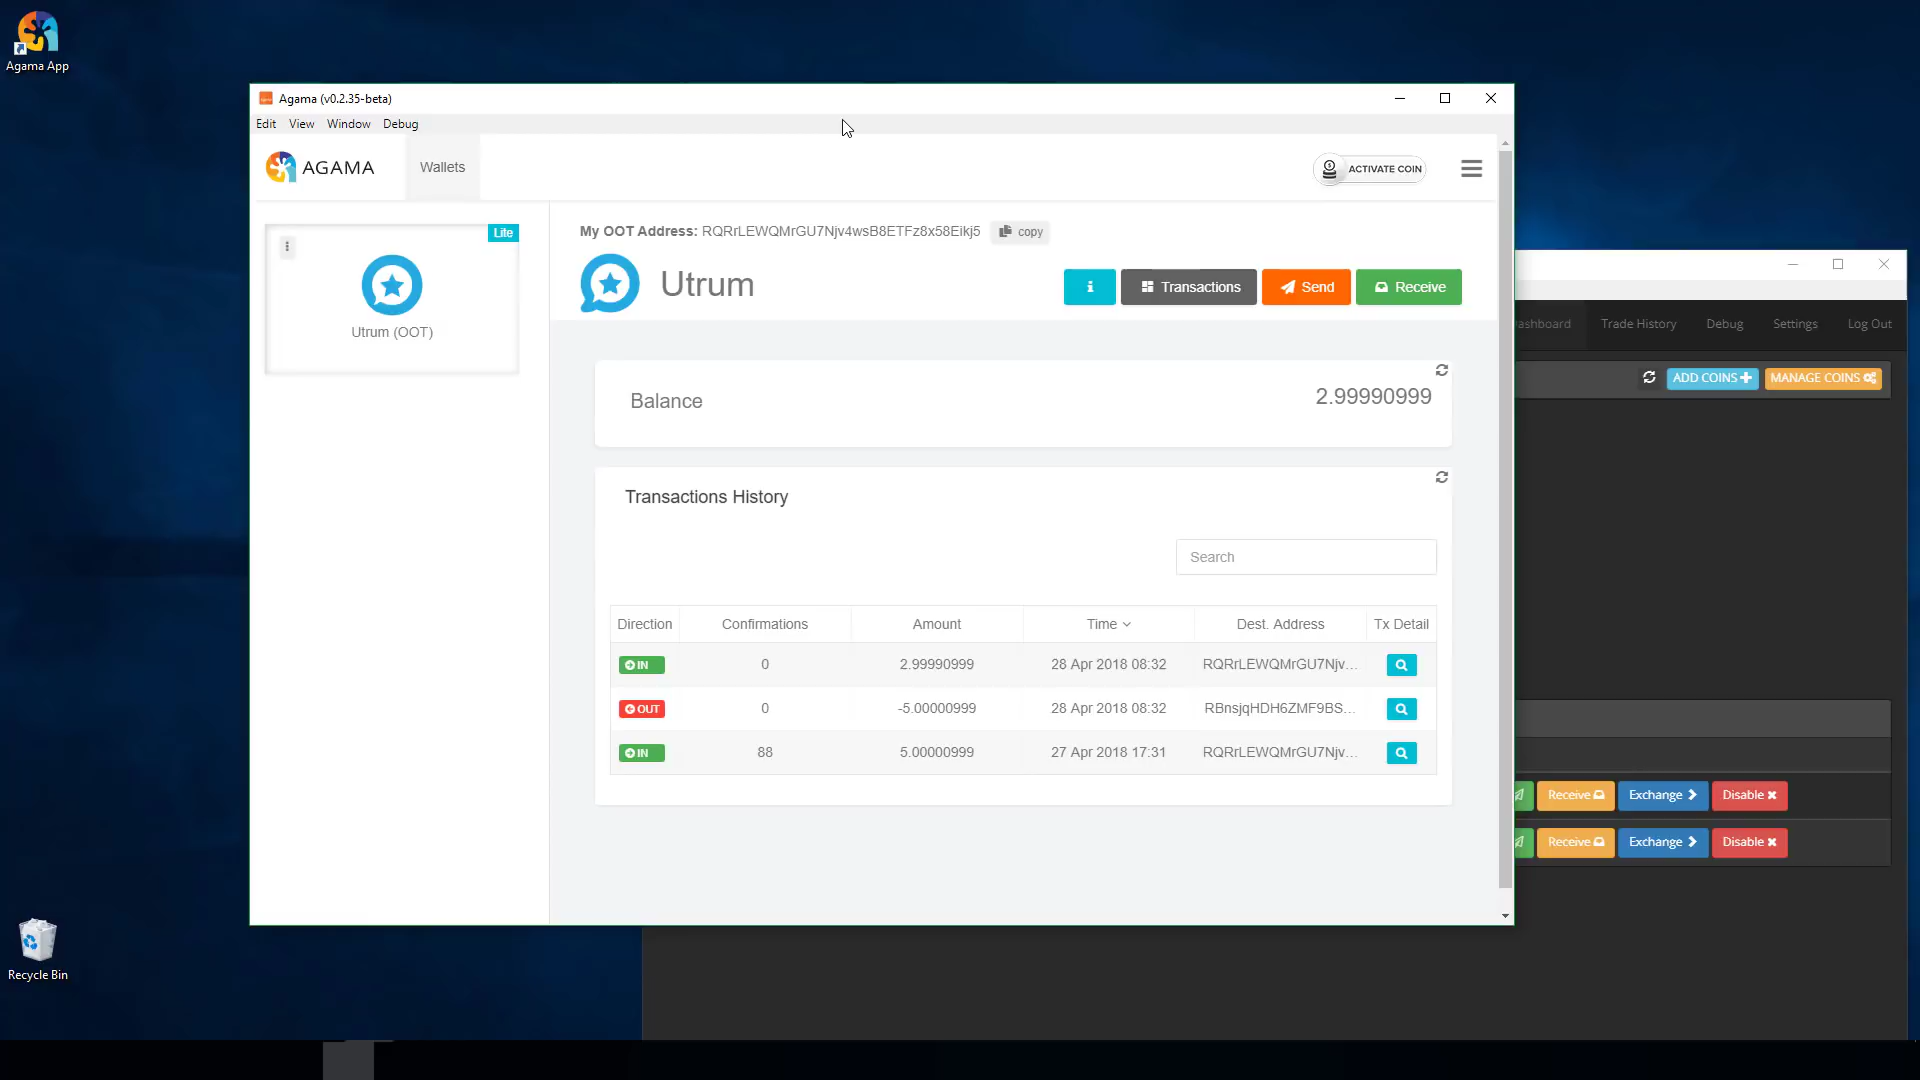 Agama App
Agama (v0.2.35-beta)
Edit View Window Debug
AGAMA Wallets ACTIVATE COIN
Lite
Utrum (OOT)
My OOT Address: RQRrLEWQMrGU7Njv4wsB8ETFz8x58Eikj5 copy
Utrum
i Transactions Send Receive
Balance 2.99990999
Transactions History
Search
Direction Confirmations Amount Time Dest. Address Tx Detail
IN 0 2.99990999 28 Apr 2018 08:32 RQRrLEWQMrGU7Njv...
OUT 0 -5.00000999 28 Apr 2018 08:32 RBnsjqHDH6ZMF9BS...
IN 88 5.00000999 27 Apr 2018 17:31 RQRrLEWQMrGU7Njv...
ashboard Trade History Debug Settings Log Out
ADD COINS MANAGE COINS
Receive Exchange Disable
Receive Exchange Disable
Recycle Bin